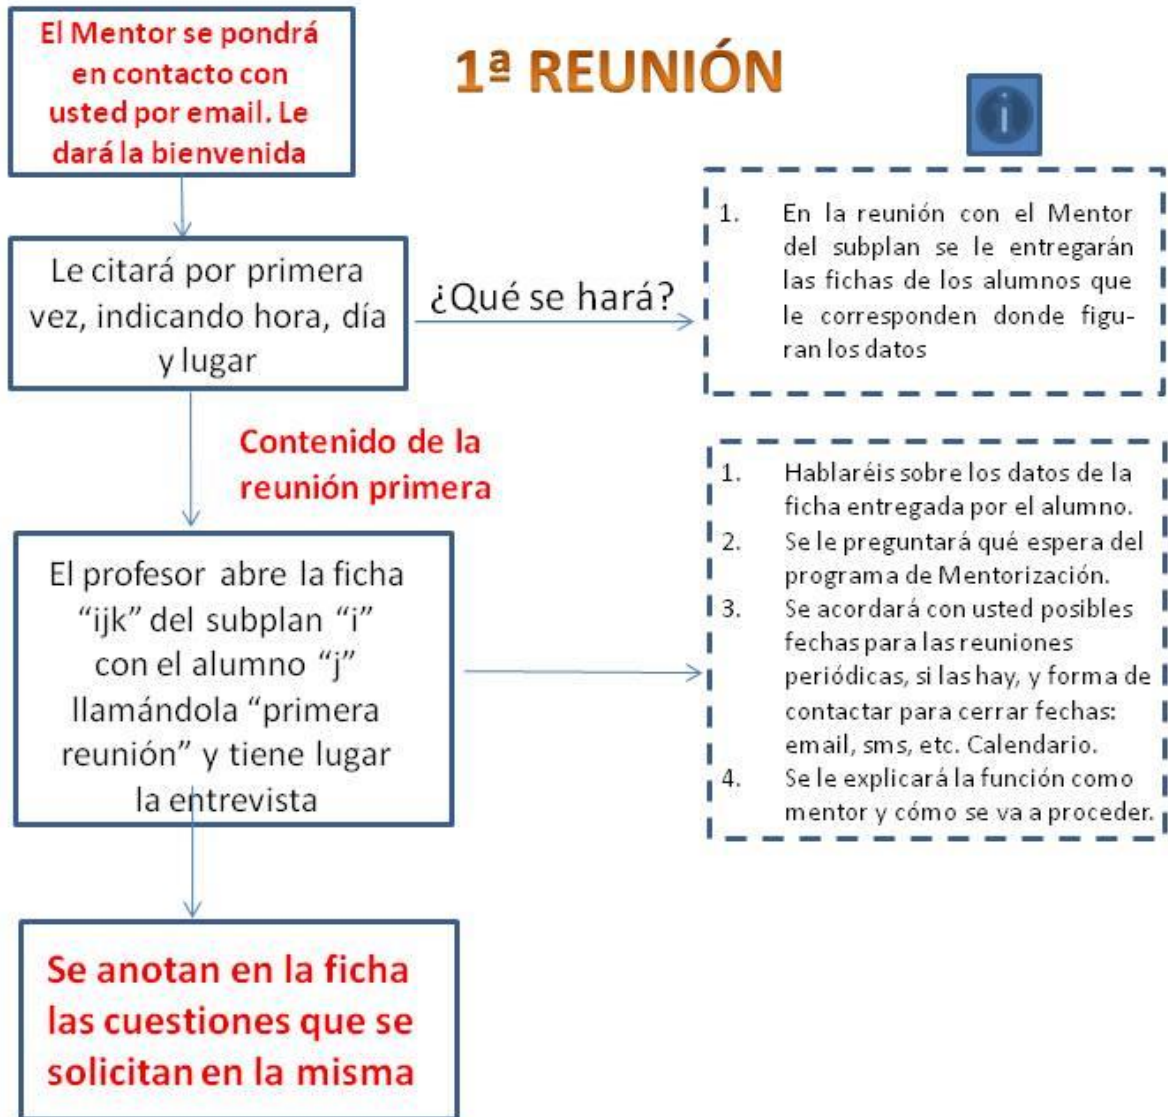 El Mentor se pondrá
en contacto con
usted por email. Le
dará la bienvenida
1ª REUNIÓN
i
Le citará por primera
vez, indicando hora, día
y lugar
¿Qué se hará?
1. En la reunión con el Mentor
del subplan se le entregarán
las fichas de los alumnos que
le corresponden donde figu-
ran los datos
Contenido de la
reunión primera
El profesor abre la ficha
“ijk” del subplan “i”
con el alumno “j”
llamándola “primera
reunión” y tiene lugar
la entrevista
1. Hablaréis sobre los datos de la
ficha entregada por el alumno.
2. Se le preguntará qué espera del
programa de Mentorización.
3. Se acordará con usted posibles
fechas para las reuniones
periódicas, si las hay, y forma de
contactar para cerrar fechas:
email, sms, etc. Calendario.
4. Se le explicará la función como
mentor y cómo se va a proceder.
Se anotan en la ficha
las cuestiones que se
solicitan en la misma